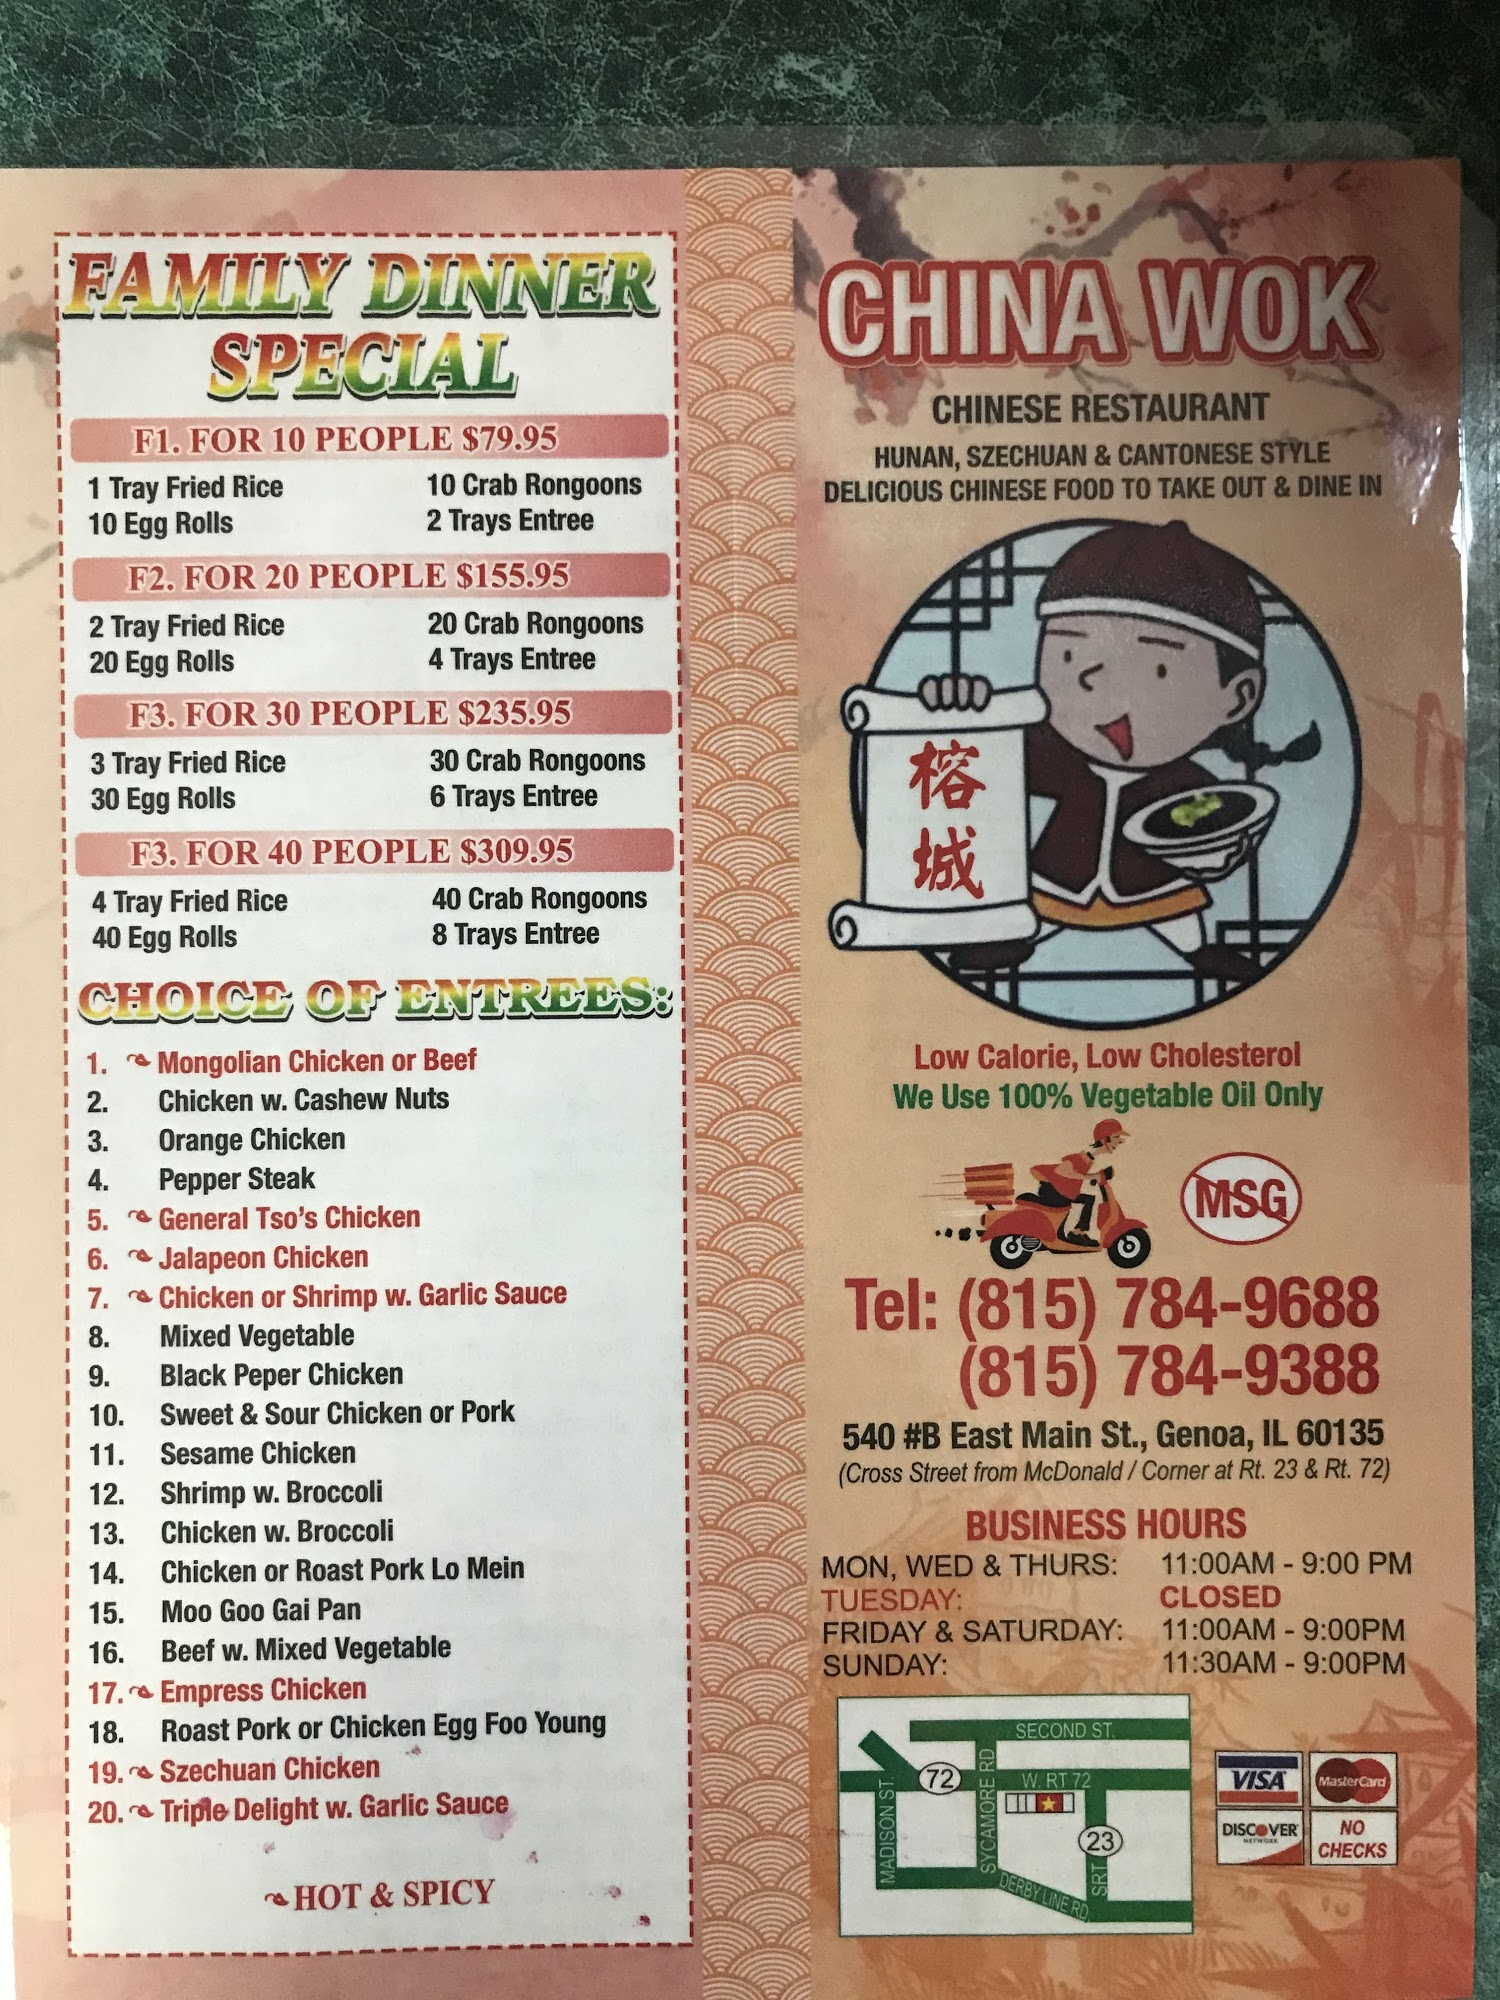 FAMILY DINNER
SPECIAL
F1. FOR 10 PEOPLE $79.95
1 Tray Fried Rice 10 Crab Rongoons
10 Egg Rolls 2 Trays Entree
F2. FOR 20 PEOPLE $155.95
2 Tray Fried Rice 20 Crab Rongoons
20 Egg Rolls 4 Trays Entree
F3. FOR 30 PEOPLE $235.95
3 Tray Fried Rice 30 Crab Rongoons
30 Egg Rolls 6 Trays Entree
F3. FOR 40 PEOPLE $309.95
4 Tray Fried Rice 40 Crab Rongoons
40 Egg Rolls 8 Trays Entree
CHOICE OF ENTREES:
1. Mongolian Chicken or Beef
2. Chicken w. Cashew Nuts
3. Orange Chicken
4. Pepper Steak
5. General Tso's Chicken
6. Jalapeon Chicken
7. Chicken or Shrimp w. Garlic Sauce
8. Mixed Vegetable
9. Black Peper Chicken
10. Sweet & Sour Chicken or Pork
11. Sesame Chicken
12. Shrimp w. Broccoli
13. Chicken w. Broccoli
14. Chicken or Roast Pork Lo Mein
15. Moo Goo Gai Pan
16. Beef w. Mixed Vegetable
17. Empress Chicken
18. Roast Pork or Chicken Egg Foo Young
19. Szechuan Chicken
20. Triple Delight w. Garlic Sauce
HOT & SPICY
CHINA WOK
CHINESE RESTAURANT
HUNAN, SZECHUAN & CANTONESE STYLE
DELICIOUS CHINESE FOOD TO TAKE OUT & DINE IN
榕
城
Low Calorie, Low Cholesterol
We Use 100% Vegetable Oil Only
MSG
Tel: (815) 784-9688
(815) 784-9388
540 #B East Main St., Genoa, IL 60135
(Cross Street from McDonald / Corner at Rt. 23 & Rt. 72)
BUSINESS HOURS
MON, WED & THURS: 11:00AM - 9:00 PM
TUESDAY: CLOSED
FRIDAY & SATURDAY: 11:00AM - 9:00PM
SUNDAY: 11:30AM - 9:00PM
SECOND ST.
72
W. RT 72
MADISON ST.
SYCAMORE RD
23
SRT
DERBY LINE RD
VISA
MasterCard
DISCOVER
NETWORK
NO
CHECKS